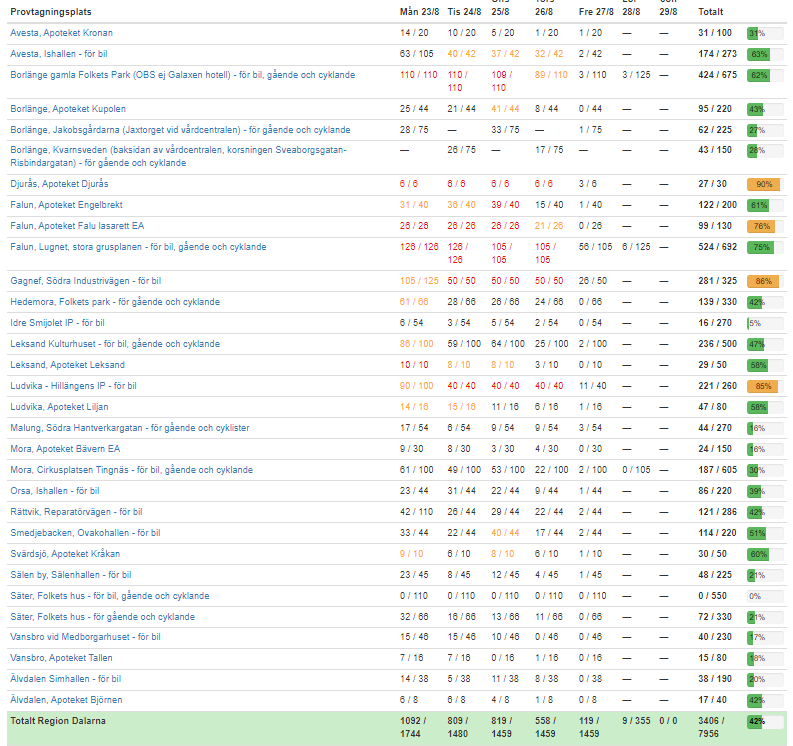 Provtagningsplats Mån 23/8 Tis 24/8 25/8 26/8 Fre 27/8 28/8 29/8 Totalt
Avesta, Apoteket Kronan 14 / 20 10 / 20 5 / 20 1 / 20 1 / 20 — — 31 / 100 31%
Avesta, Ishallen - för bil 63 / 105 40 / 42 37 / 42 32 / 42 2 / 42 — — 174 / 273 63%
Borlänge gamla Folkets Park (OBS ej Galaxen hotell) - för bil, gående och cyklande 110 / 110 110 / 109 / 89 / 110 3 / 110 3 / 125 — 424 / 675 62%
110 110
Borlänge, Apoteket Kupolen 25 / 44 21 / 44 41 / 44 8 / 44 0 / 44 — — 95 / 220 43%
Borlänge, Jakobsgårdarna (Jaxtorget vid vårdcentralen) - för gående och cyklande 28 / 75 — 33 / 75 — 1 / 75 — — 62 / 225 27%
Borlänge, Kvarnsveden (baksidan av vårdcentralen, korsningen Sveaborgsgatan- — 26 / 75 — 17 / 75 — — — 43 / 150 28%
Risbindargatan) - för gående och cyklande
Djurås, Apoteket Djurås 6 / 6 6 / 6 6 / 6 6 / 6 3 / 6 — — 27 / 30 90%
Falun, Apoteket Engelbrekt 31 / 40 36 / 40 39 / 40 15 / 40 1 / 40 — — 122 / 200 61%
Falun, Apoteket Falu lasarett EA 26 / 26 26 / 26 26 / 26 21 / 26 0 / 26 — — 99 / 130 76%
Falun, Lugnet, stora grusplanen - för bil, gående och cyklande 126 / 126 126 / 105 / 105 / 56 / 105 6 / 125 — 524 / 692 75%
126 105 105
Gagnef, Södra Industrivägen - för bil 105 / 125 50 / 50 50 / 50 50 / 50 26 / 50 — — 281 / 325 86%
Hedemora, Folkets park - för gående och cyklande 61 / 66 28 / 66 26 / 66 24 / 66 0 / 66 — — 139 / 330 42%
Idre Smijolet IP - för bil 6 / 54 3 / 54 5 / 54 2 / 54 0 / 54 — — 16 / 270 5%
Leksand Kulturhuset - för bil, gående och cyklande 86 / 100 59 / 100 64 / 100 25 / 100 2 / 100 — — 236 / 500 47%
Leksand, Apoteket Leksand 10 / 10 8 / 10 8 / 10 3 / 10 0 / 10 — — 29 / 50 58%
Ludvika - Hillängens IP - för bil 90 / 100 40 / 40 40 / 40 40 / 40 11 / 40 — — 221 / 260 85%
Ludvika, Apoteket Liljan 14 / 16 15 / 16 11 / 16 6 / 16 1 / 16 — — 47 / 80 58%
Malung, Södra Hantverkargatan - för gående och cyklister 17 / 54 6 / 54 9 / 54 9 / 54 3 / 54 — — 44 / 270 16%
Mora, Apoteket Bävern EA 9 / 30 8 / 30 3 / 30 4 / 30 0 / 30 — — 24 / 150 16%
Mora, Cirkusplatsen Tingnäs - för bil, gående och cyklande 61 / 100 49 / 100 53 / 100 22 / 100 2 / 100 0 / 105 — 187 / 605 30%
Orsa, Ishallen - för bil 23 / 44 31 / 44 22 / 44 9 / 44 1 / 44 — — 86 / 220 39%
Rättvik, Reparatörvägen - för bil 42 / 110 26 / 44 29 / 44 22 / 44 2 / 44 — — 121 / 286 42%
Smedjebacken, Ovakohallen - för bil 33 / 44 22 / 44 40 / 44 17 / 44 2 / 44 — — 114 / 220 51%
Svärdsjö, Apoteket Kråkan 9 / 10 6 / 10 8 / 10 6 / 10 1 / 10 — — 30 / 50 60%
Sälen by, Sälenhallen - för bil 23 / 45 8 / 45 12 / 45 4 / 45 1 / 45 — — 48 / 225 21%
Säter, Folkets hus - för bil, gående och cyklande 0 / 110 0 / 110 0 / 110 0 / 110 0 / 110 — — 0 / 550 0%
Säter, Folkets hus - för gående och cyklande 32 / 66 16 / 66 13 / 66 11 / 66 0 / 66 — — 72 / 330 21%
Vansbro vid Medborgarhuset - för bil 15 / 46 15 / 46 10 / 46 0 / 46 0 / 46 — — 40 / 230 17%
Vansbro, Apoteket Tallen 7 / 16 7 / 16 0 / 16 1 / 16 0 / 16 — — 15 / 80 18%
Älvdalen Simhallen - för bil 14 / 38 5 / 38 11 / 38 8 / 38 0 / 38 — — 38 / 190 20%
Älvdalen, Apoteket Björnen 6 / 8 6 / 8 4 / 8 1 / 8 0 / 8 — — 17 / 40 42%
Totalt Region Dalarna 1092 / 809 / 819 / 558 / 119 / 9 / 355 0 / 0 3406 / 42%
1744 1480 1459 1459 1459 7956